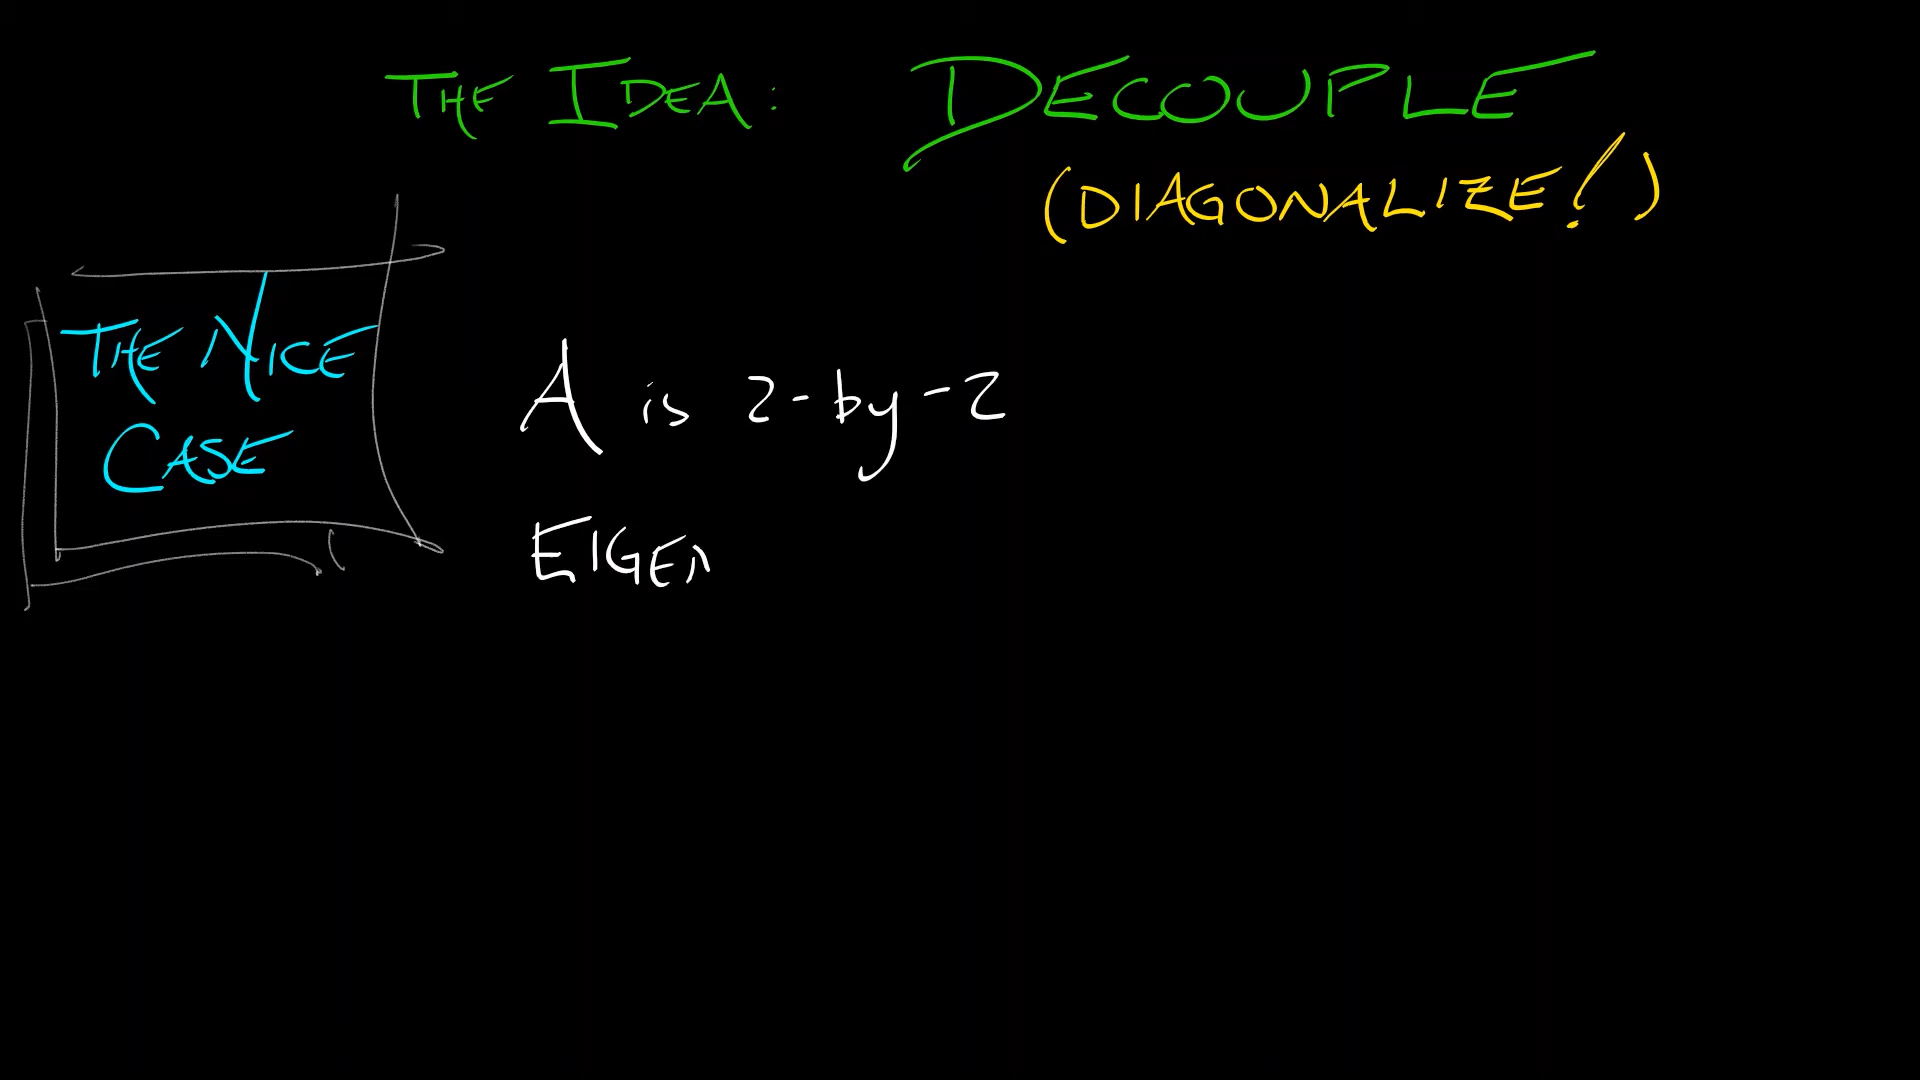 THE IDEA: DECOUPLE
(DIAGONALIZE!)
THE NICE
CASE
A is 2-by-2
EIGEN